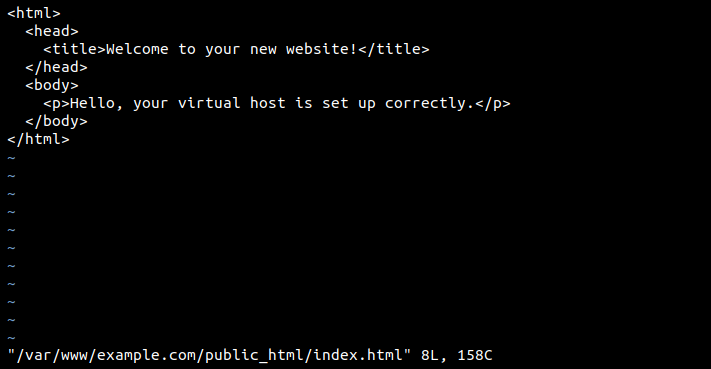 <html>
  <head>
    <title>Welcome to your new website!</title>
  </head>
  <body>
    <p>Hello, your virtual host is set up correctly.</p>
  </body>
</html>
~
~
~
~
~
~
~
~
~
~
~
"/var/www/example.com/public_html/index.html" 8L, 158C